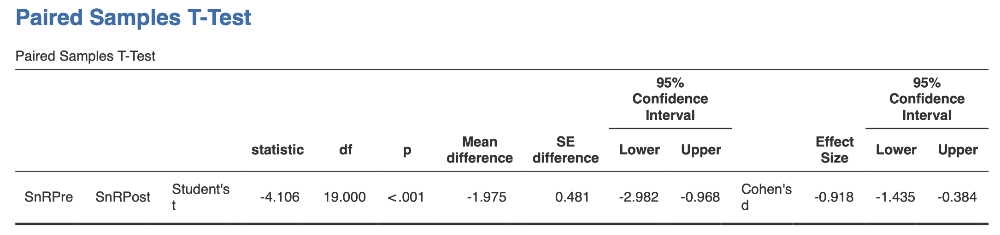 Paired Samples T-Test
Paired Samples T-Test
95% Confidence Interval 95% Confidence Interval
statistic df p Mean difference SE difference Lower Upper Effect Size Lower Upper
SnRPre SnRPost Student's t -4.106 19.000 <.001 -1.975 0.481 -2.982 -0.968 Cohen's d -0.918 -1.435 -0.384